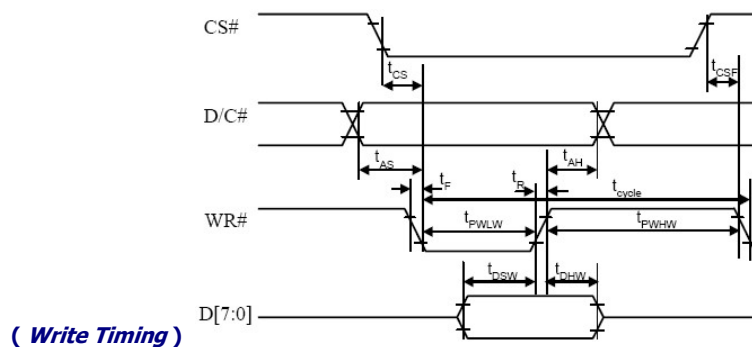 CS#
tCS
tCSF
D/C#
tAS
tAH
tF
tR
tcycle
WR#
tPWLW
tPWHW
tDSW
tDHW
D[7:0]
( Write Timing )